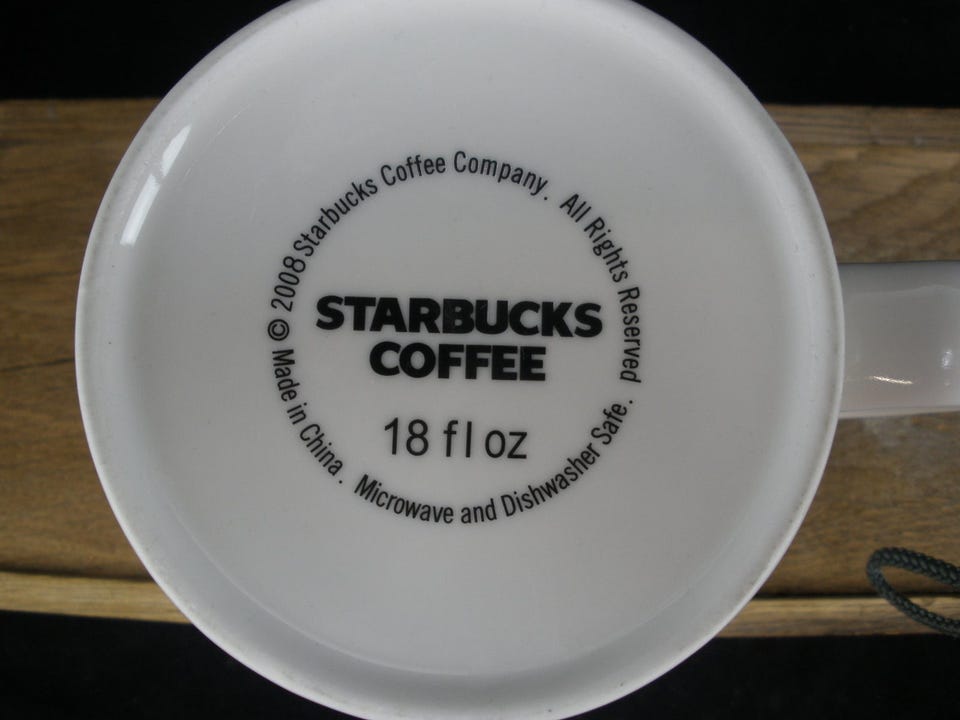 © 2008 Starbucks Coffee Company. All Rights Reserved
STARBUCKS
COFFEE
18 fl oz
Made in China. Microwave and Dishwasher Safe.